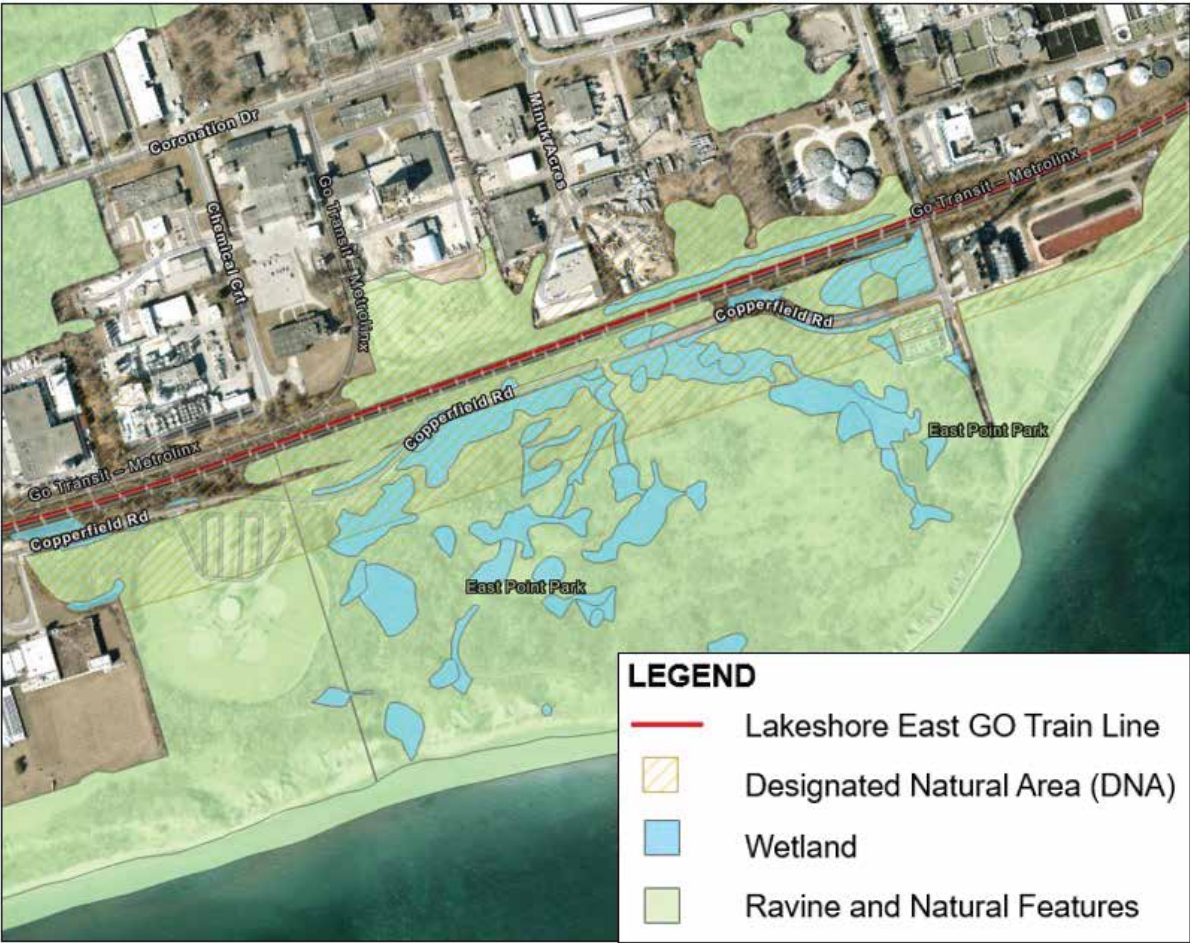 Coronation Dr
Minuk Acres
Chemical Crt
Go Transit – Metrolinx
Go Transit – Metrolinx
Copperfield Rd
Copperfield Rd
East Point Park
Go Transit – Metrolinx
Copperfield Rd
East Point Park
LEGEND
Lakeshore East GO Train Line
Designated Natural Area (DNA)
Wetland
Ravine and Natural Features